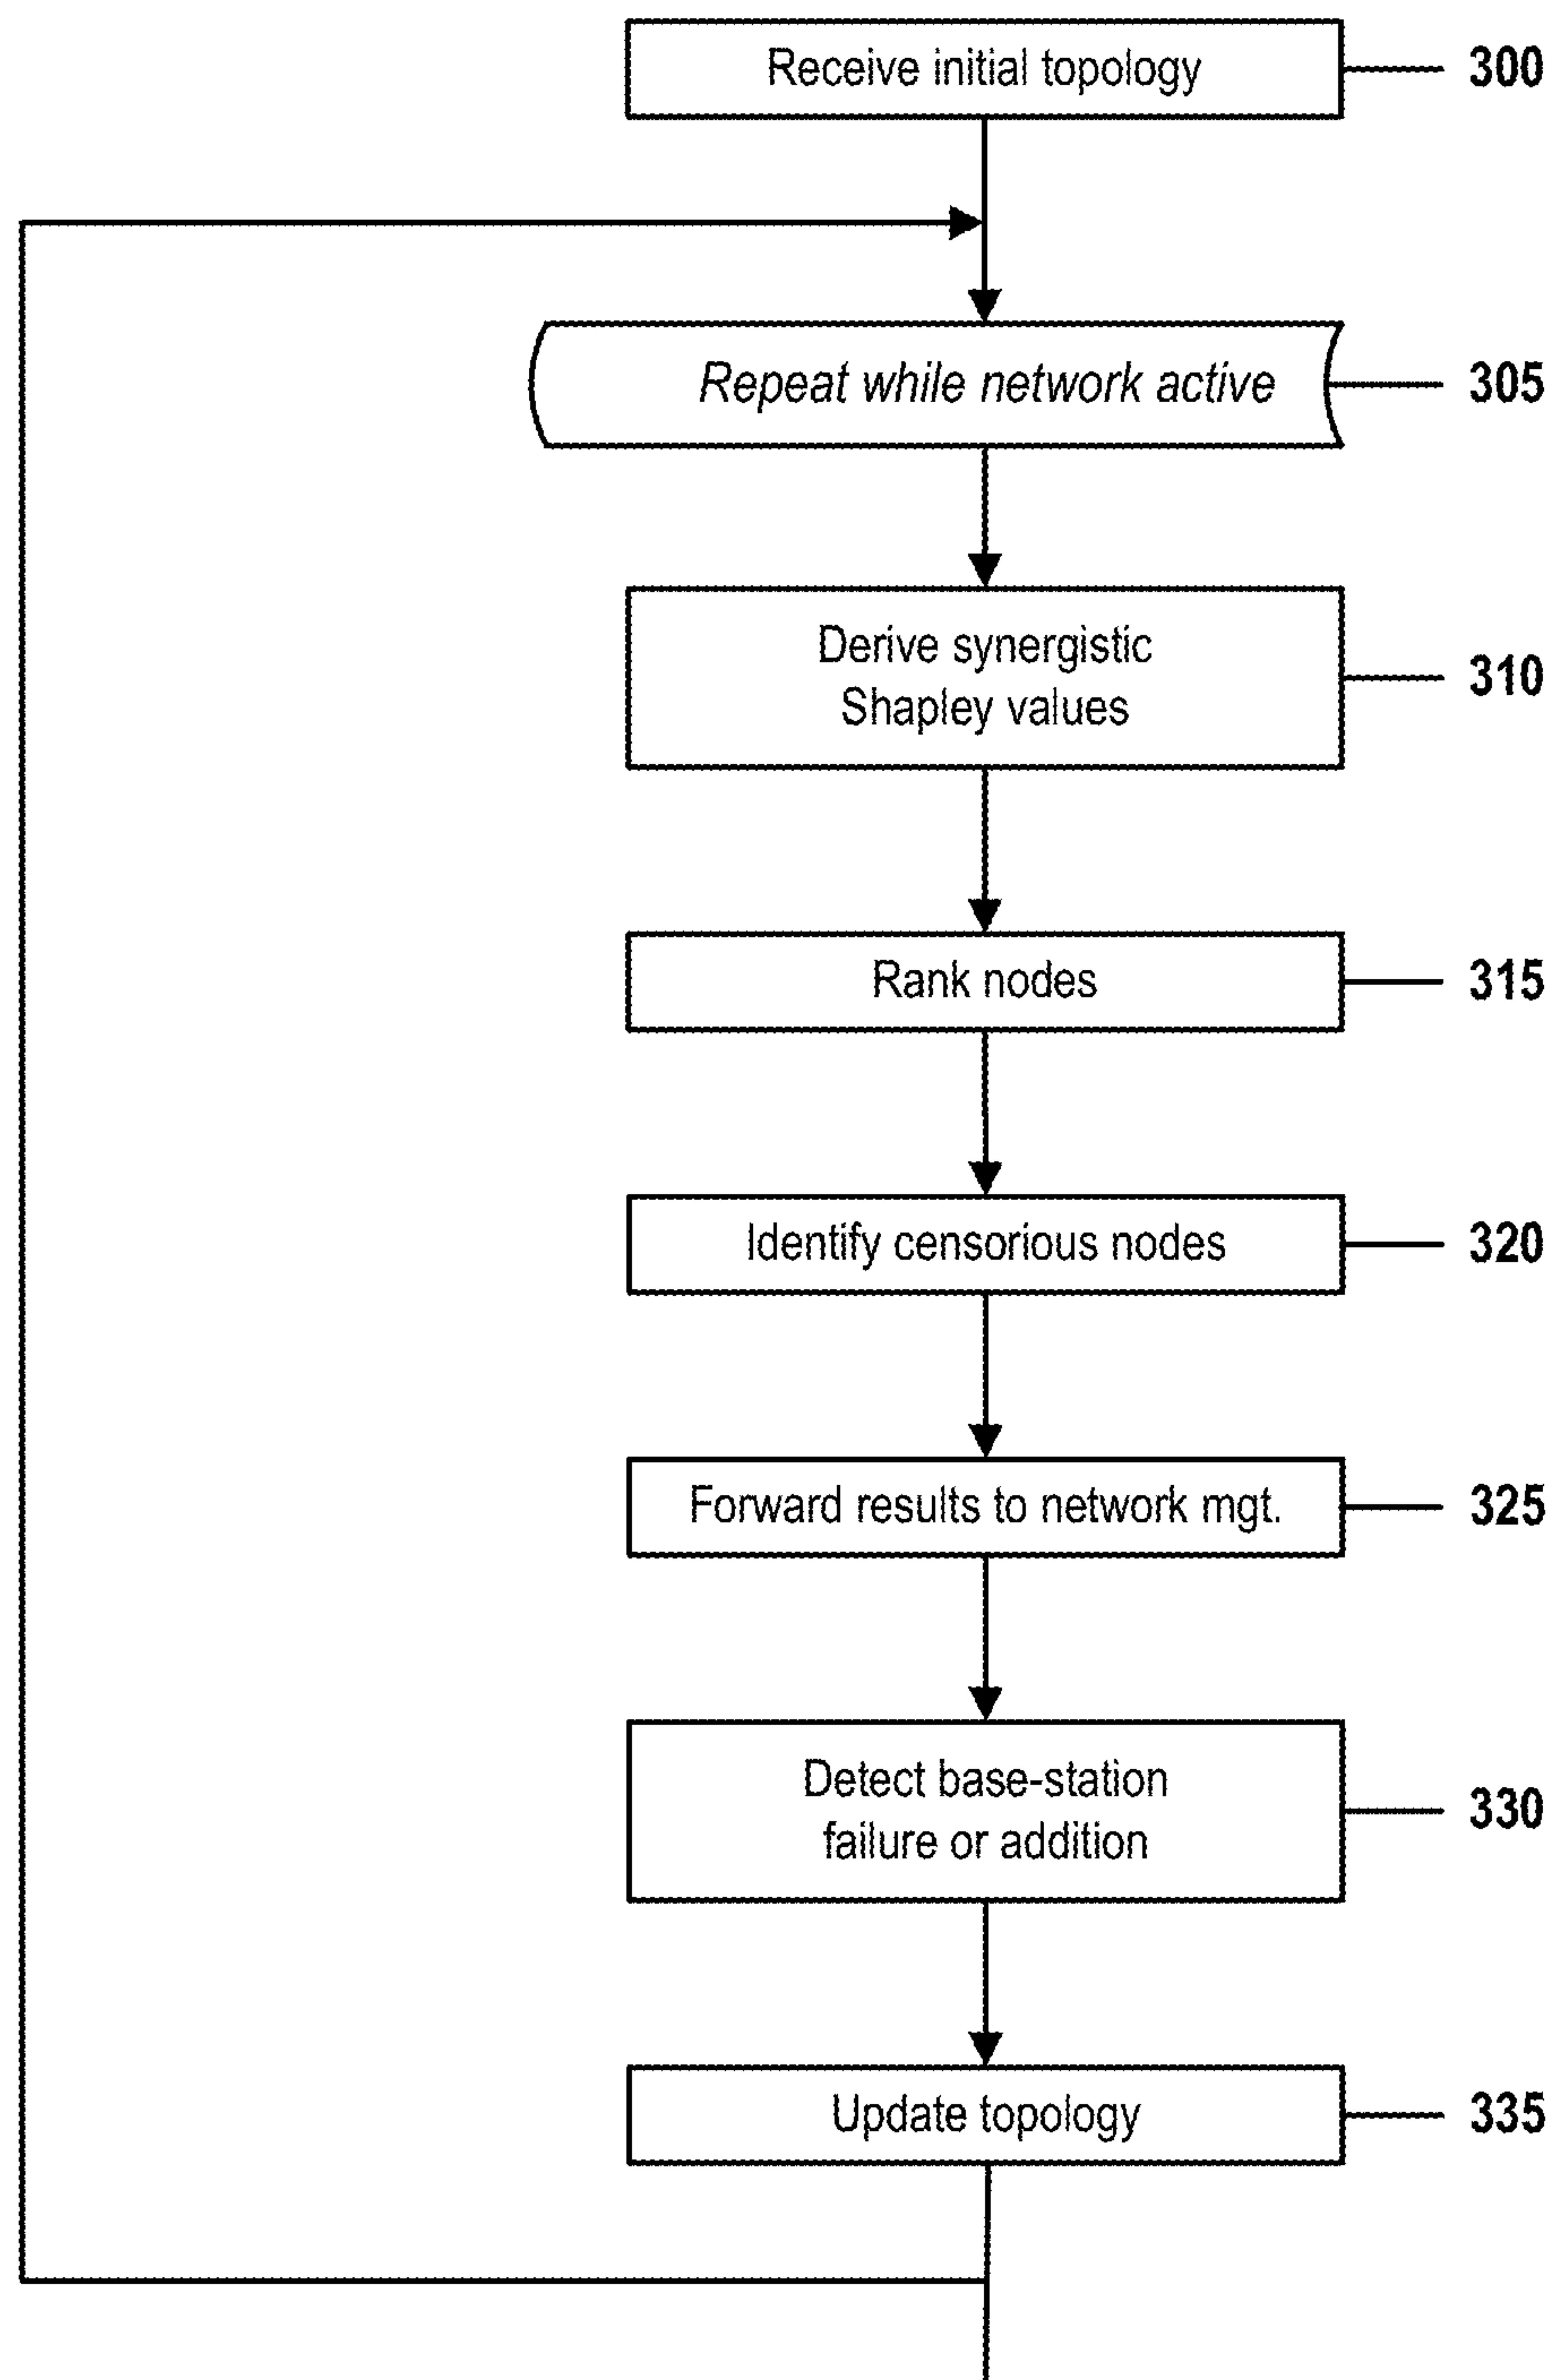 Receive initial topology
300
Repeat while network active
305
Derive synergistic
Shapley values
310
Rank nodes
315
Identify censorious nodes
320
Forward results to network mgt.
325
Detect base-station
failure or addition
330
Update topology
335